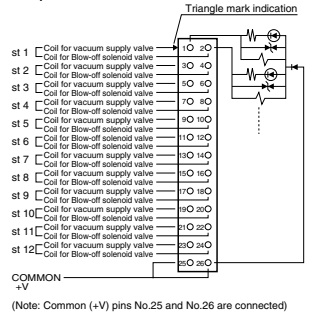 Triangle mark indication
st 1 Coil for vacuum supply valve 1 2
Coil for Blow-off solenoid valve
st 2 Coil for vacuum supply valve 3 4
Coil for Blow-off solenoid valve
st 3 Coil for vacuum supply valve 5 6
Coil for Blow-off solenoid valve
st 4 Coil for vacuum supply valve 7 8
Coil for Blow-off solenoid valve
st 5 Coil for vacuum supply valve 9 10
Coil for Blow-off solenoid valve
st 6 Coil for vacuum supply valve 11 12
Coil for Blow-off solenoid valve
st 7 Coil for vacuum supply valve 13 14
Coil for Blow-off solenoid valve
st 8 Coil for vacuum supply valve 15 16
Coil for Blow-off solenoid valve
st 9 Coil for vacuum supply valve 17 18
Coil for Blow-off solenoid valve
st 10 Coil for vacuum supply valve 19 20
Coil for Blow-off solenoid valve
st 11 Coil for vacuum supply valve 21 22
Coil for Blow-off solenoid valve
st 12 Coil for vacuum supply valve 23 24
Coil for Blow-off solenoid valve
COMMON 25 26
+V
(Note: Common (+V) pins No.25 and No.26 are connected)